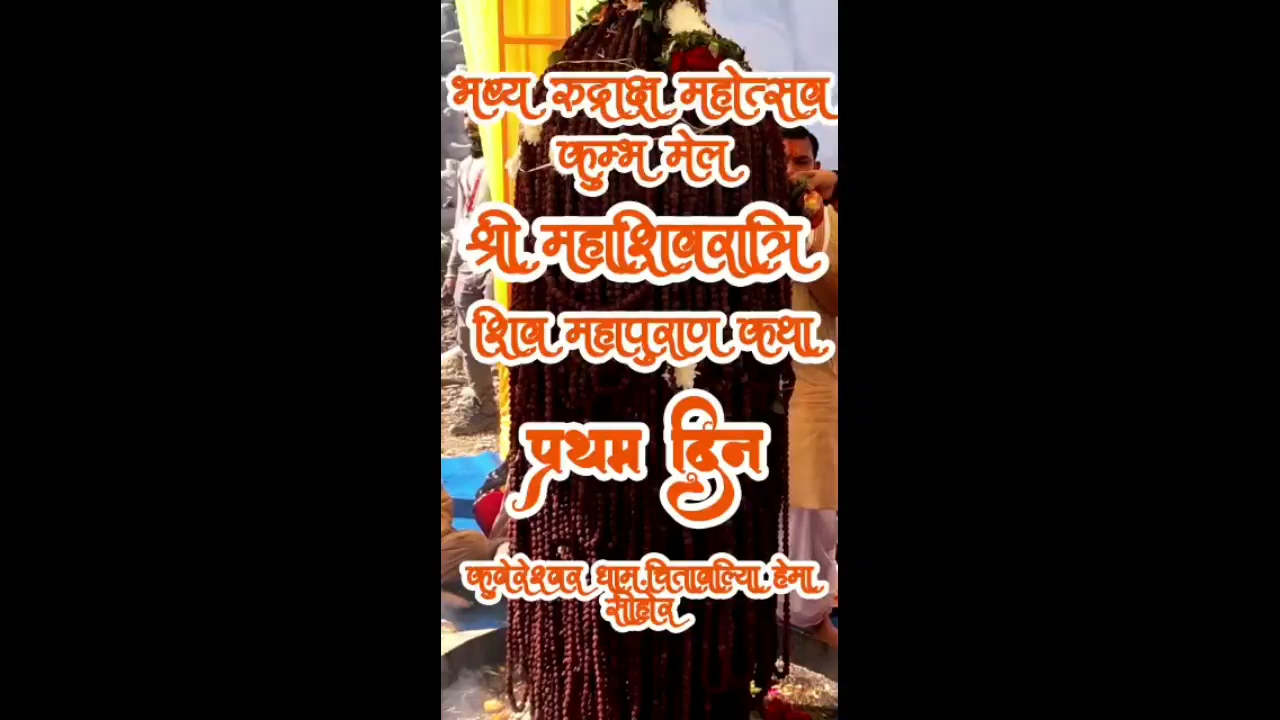 भव्य रुद्राक्ष महोत्सव
कुम्भ मेल
श्री महाशिवरात्रि
शिव महापुराण कथा
प्रथम दिन
कुवेरेश्वर धाम चितावल्िया हेमा
सीहोर